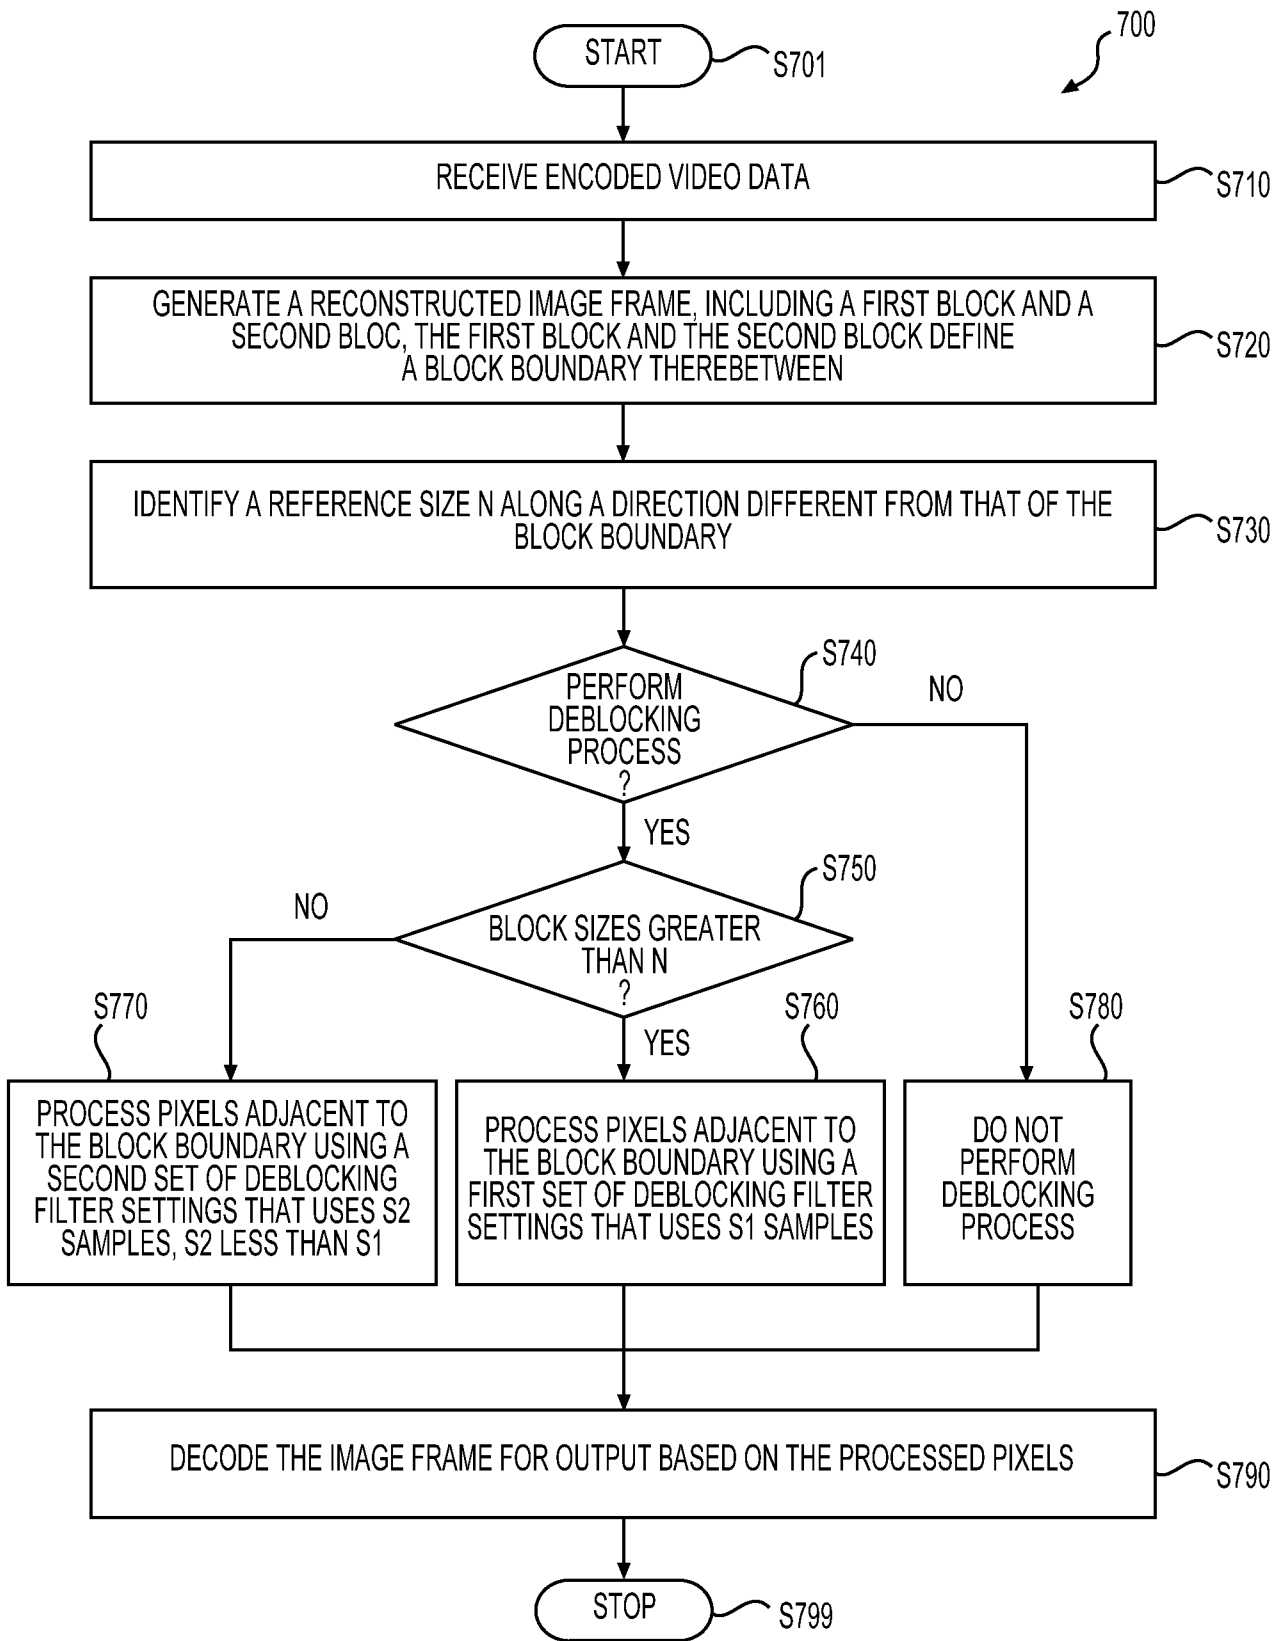 700
START
S701
RECEIVE ENCODED VIDEO DATA
S710
GENERATE A RECONSTRUCTED IMAGE FRAME, INCLUDING A FIRST BLOCK AND A
SECOND BLOC, THE FIRST BLOCK AND THE SECOND BLOCK DEFINE
A BLOCK BOUNDARY THEREBETWEEN
S720
IDENTIFY A REFERENCE SIZE N ALONG A DIRECTION DIFFERENT FROM THAT OF THE
BLOCK BOUNDARY
S730
S740
PERFORM
DEBLOCKING
PROCESS
?
NO
YES
S750
BLOCK SIZES GREATER
THAN N
?
NO
YES
S770
PROCESS PIXELS ADJACENT TO
THE BLOCK BOUNDARY USING A
SECOND SET OF DEBLOCKING
FILTER SETTINGS THAT USES S2
SAMPLES, S2 LESS THAN S1
S760
PROCESS PIXELS ADJACENT TO
THE BLOCK BOUNDARY USING A
FIRST SET OF DEBLOCKING FILTER
SETTINGS THAT USES S1 SAMPLES
S780
DO NOT
PERFORM
DEBLOCKING
PROCESS
DECODE THE IMAGE FRAME FOR OUTPUT BASED ON THE PROCESSED PIXELS
S790
STOP
S799